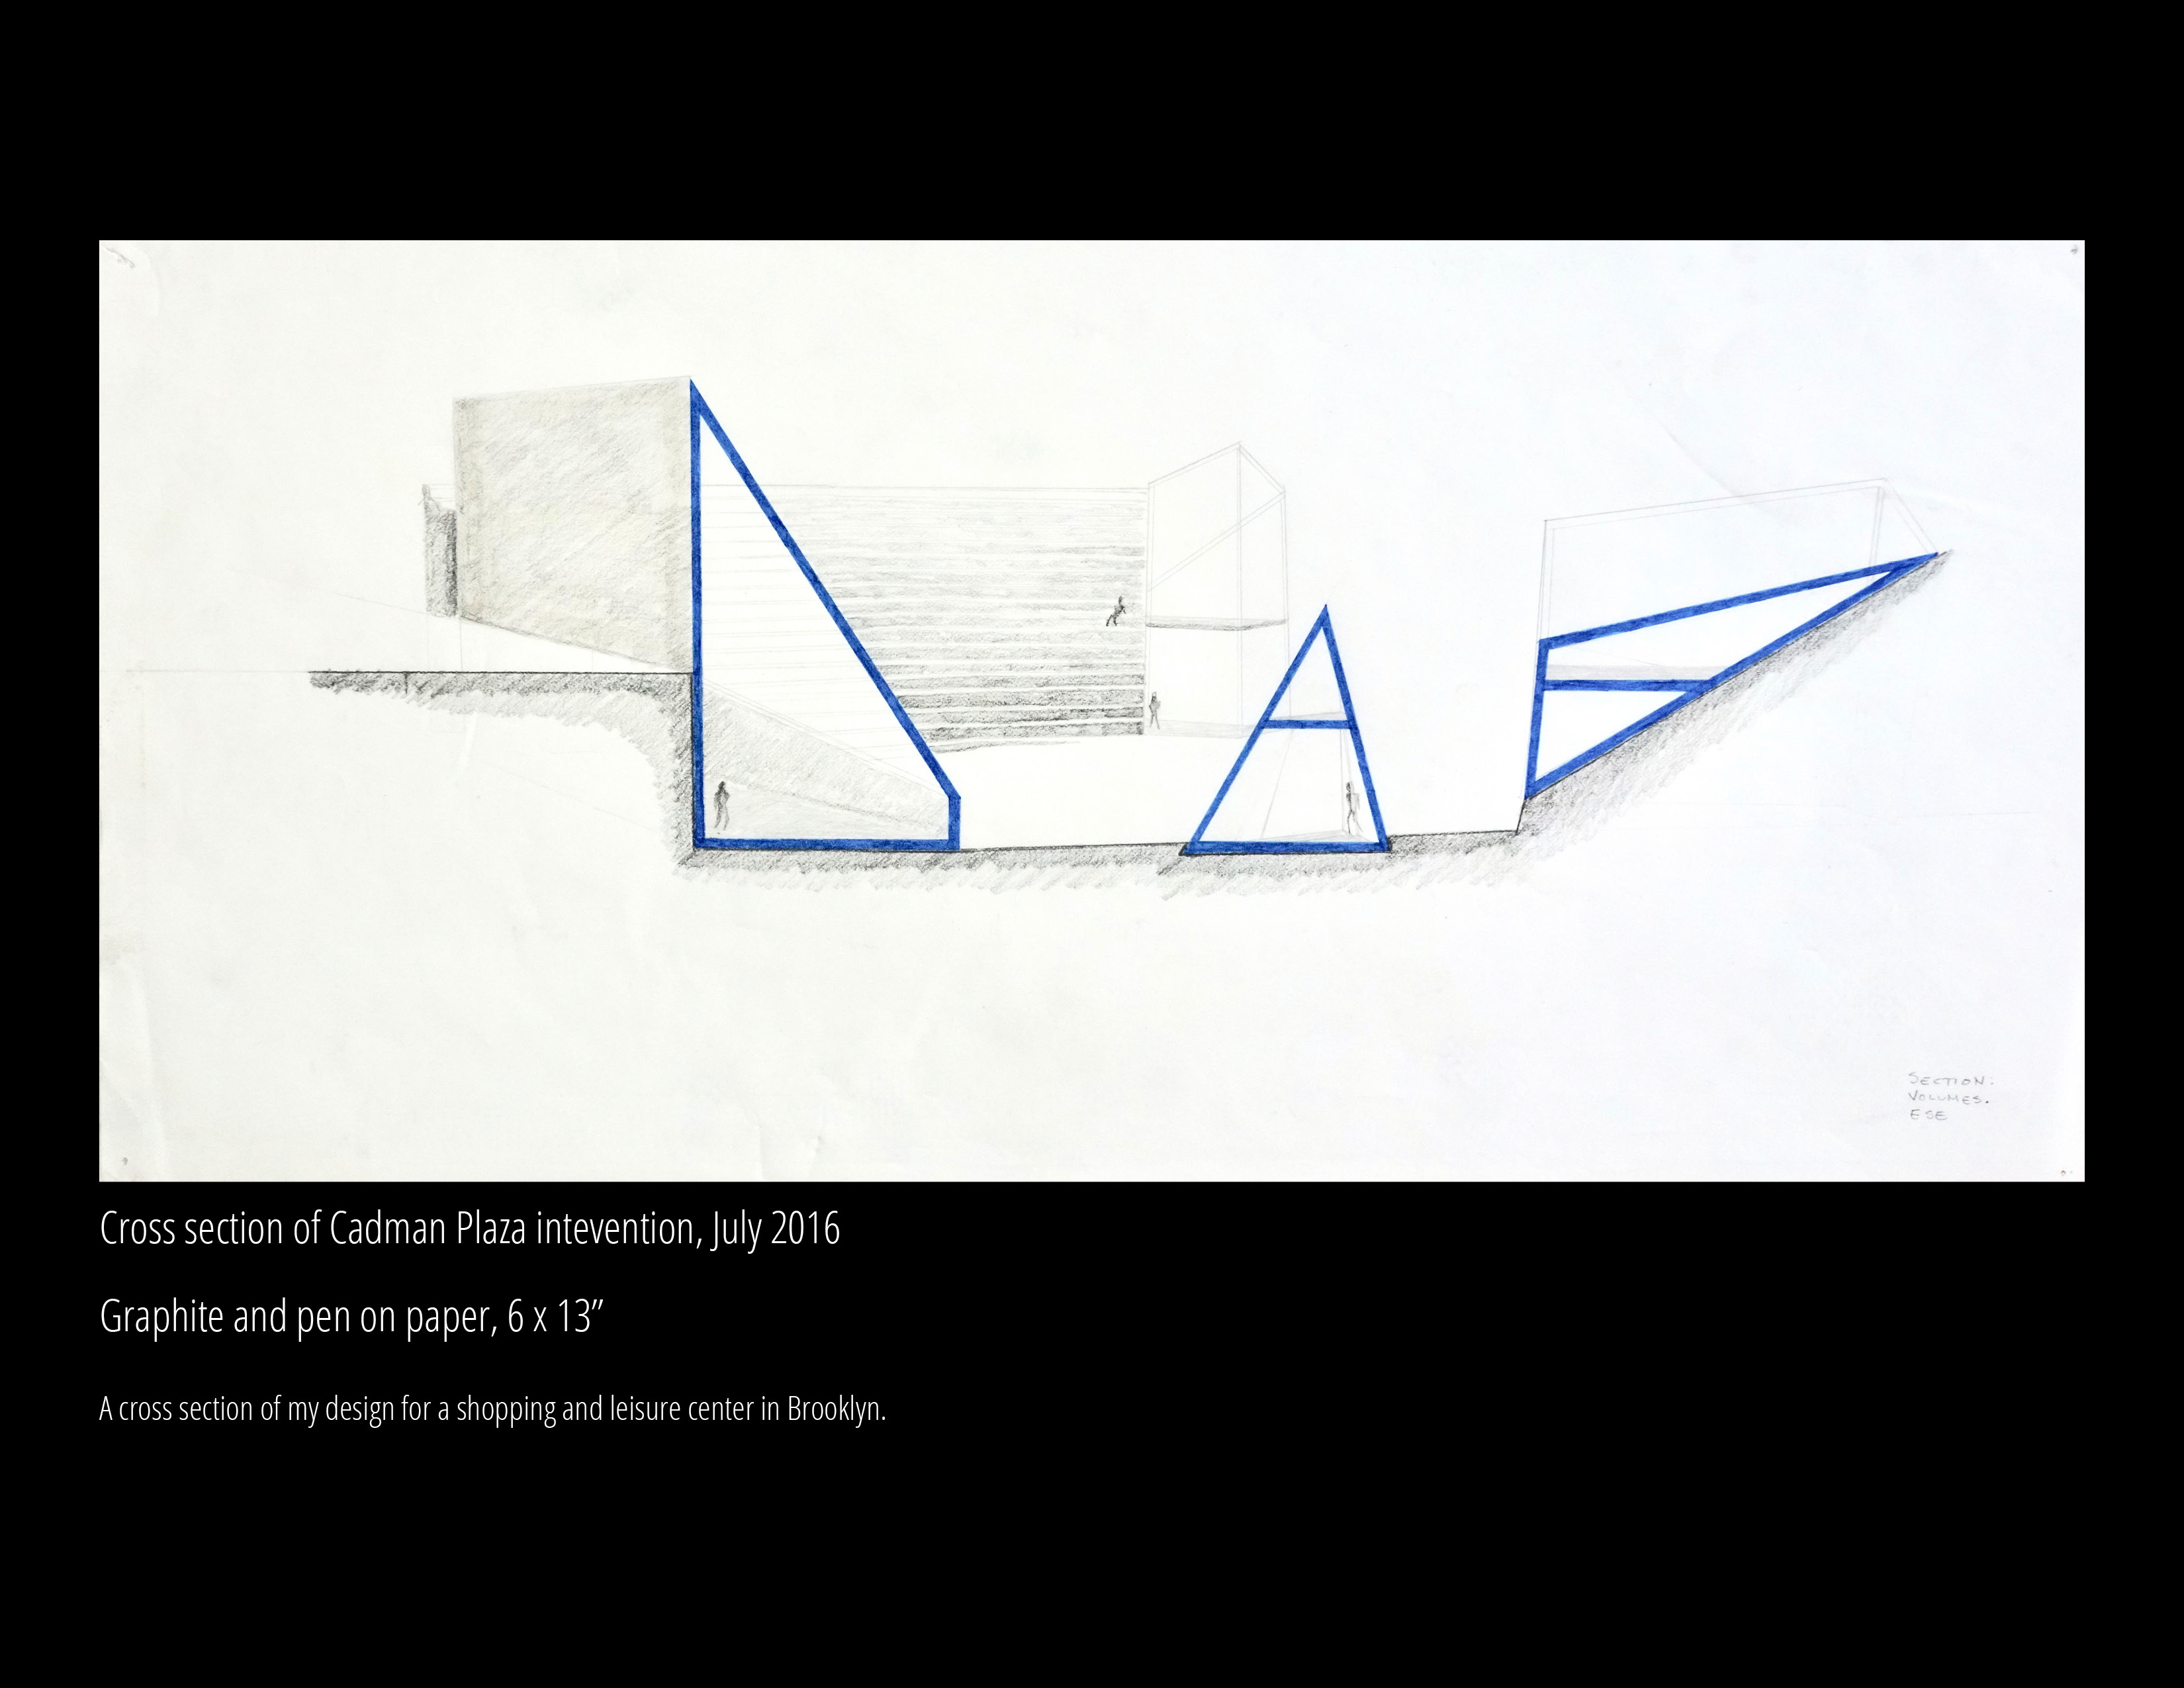 SECTION:
VOLUMES.
ESE
Cross section of Cadman Plaza intevention, July 2016
Graphite and pen on paper, 6 x 13”
A cross section of my design for a shopping and leisure center in Brooklyn.